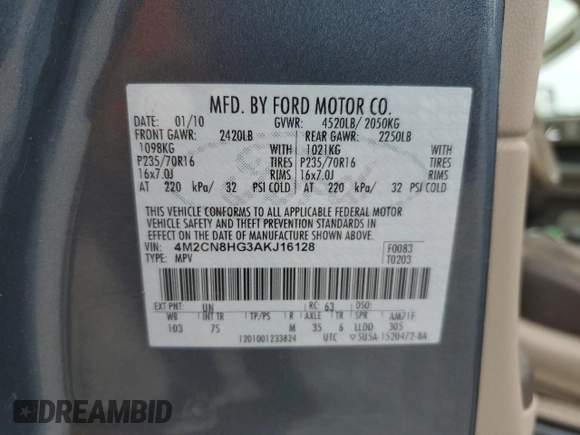 MFD. BY FORD MOTOR CO.
DATE: 01/10 GVWR: 4520LB/ 2050KG
FRONT GAWR: 2420LB REAR GAWR: 2250LB
1098KG WITH 1021KG WITH
P235/70R16 TIRES P235/70R16 TIRES
16x7.0J RIMS 16x7.0J RIMS
AT 220 kPa/ 32 PSI COLD AT 220 kPa/ 32 PSI COLD
THIS VEHICLE CONFORMS TO ALL APPLICABLE FEDERAL MOTOR
VEHICLE SAFETY AND THEFT PREVENTION STANDARDS
IN EFFECT ON THE DATE OF MANUFACTURE SHOWN ABOVE.
VIN: 4M2CN8HG3AKJ16128 F0083
TYPE: MPV T0203
EXT PNT: UN RC: 63 DSO:
WB INT TR TP/PS R AXLE TR SPR AM71F
103 7S M 35 6 LLDD 305
1201001233824 UTC 5U5A-1520472-BA
DREAMBID